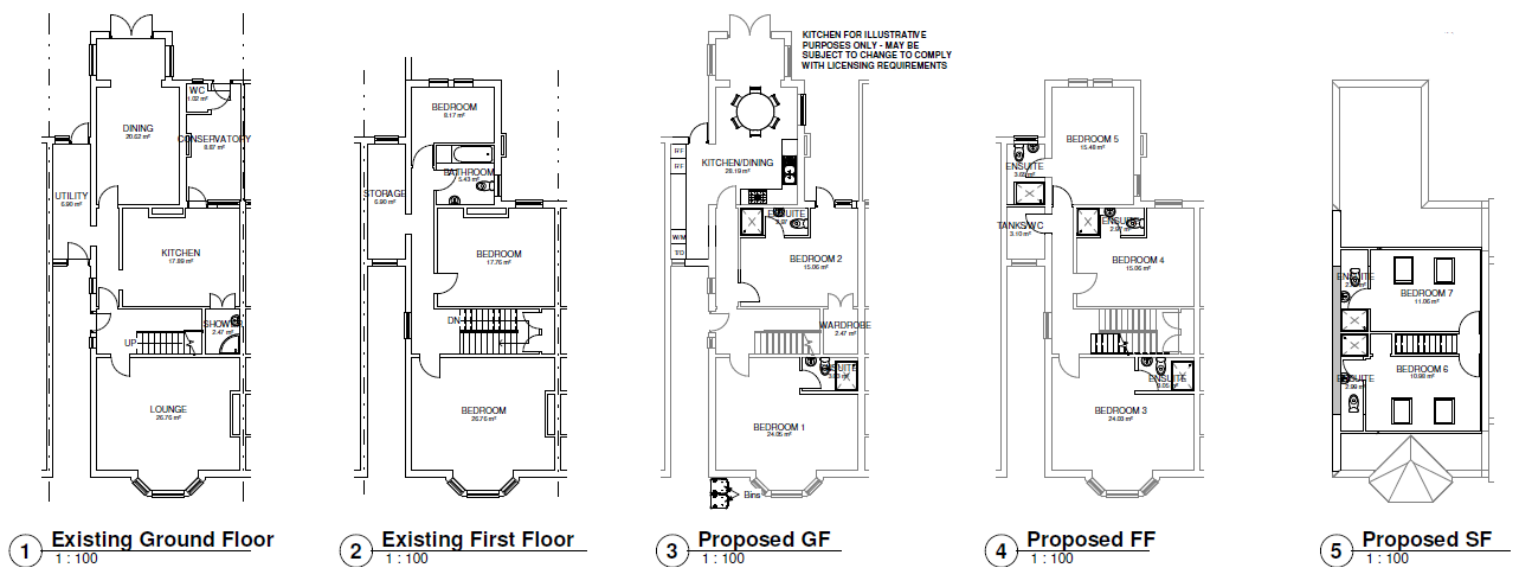 WC
1.02 m²
DINING
20.62 m²
CONSERVATORY
8.87 m²
UTILITY
6.90 m²
KITCHEN
17.89 m²
SHOWER
2.47 m²
UP
LOUNGE
26.76 m²
1
Existing Ground Floor
1 : 100
BEDROOM
8.17 m²
BATHROOM
5.43 m²
STORAGE
6.90 m²
BEDROOM
17.76 m²
DN
BEDROOM
26.76 m²
2
Existing First Floor
1 : 100
KITCHEN FOR ILLUSTRATIVE
PURPOSES ONLY - MAY BE
SUBJECT TO CHANGE TO COMPLY
WITH LICENSING REQUIREMENTS
F/F
F/F
KITCHEN/DINING
28.19 m²
ENSUITE
W/M
T/D
BEDROOM 2
15.06 m²
WARDROBE
2.47 m²
ENSUITE
BEDROOM 1
24.05 m²
Bins
3
Proposed GF
1 : 100
BEDROOM 5
15.48 m²
ENSUITE
TANKS/WC
3.10 m²
ENSUITE
BEDROOM 4
15.06 m²
ENSUITE
BEDROOM 3
24.03 m²
4
Proposed FF
1 : 100
ENSUITE
BEDROOM 7
11.06 m²
BEDROOM 6
10.98 m²
ENSUITE
2.98 m²
5
Proposed SF
1 : 100